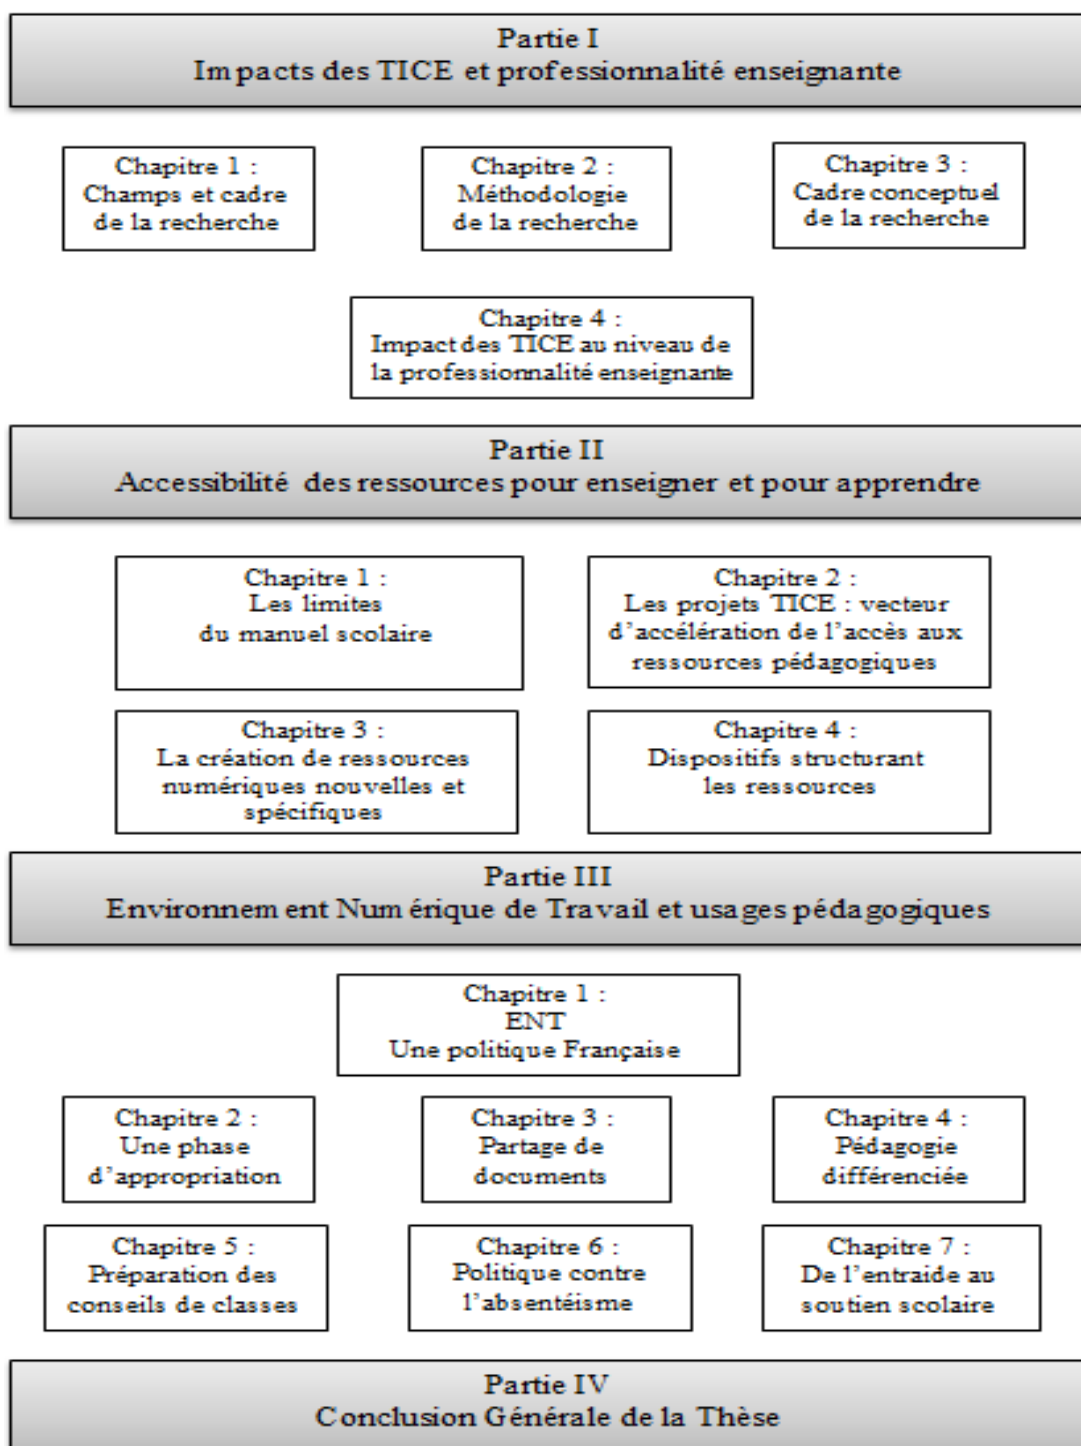 Partie I
Impacts des TICE et professionnalité enseignante
Chapitre 1 :
Champs et cadre
de la recherche
Chapitre 2 :
Méthodologie
de la recherche
Chapitre 3 :
Cadre conceptuel
de la recherche
Chapitre 4 :
Impact des TICE au niveau de
la professionnalité enseignante
Partie II
Accessibilité des ressources pour enseigner et pour apprendre
Chapitre 1 :
Les limites
du manuel scolaire
Chapitre 2 :
Les projets TICE : vecteur
d’accélération de l’accès aux
ressources pédagogiques
Chapitre 3 :
La création de ressources
numériques nouvelles et
spécifiques
Chapitre 4 :
Dispositifs structurant
les ressources
Partie III
Environnement Numérique de Travail et usages pédagogiques
Chapitre 1 :
ENT
Une politique Française
Chapitre 2 :
Une phase
d’appropriation
Chapitre 3 :
Partage de
documents
Chapitre 4 :
Pédagogie
différenciée
Chapitre 5 :
Préparation des
conseils de classes
Chapitre 6 :
Politique contre
l’absentéisme
Chapitre 7 :
De l’entraide au
soutien scolaire
Partie IV
Conclusion Générale de la Thèse